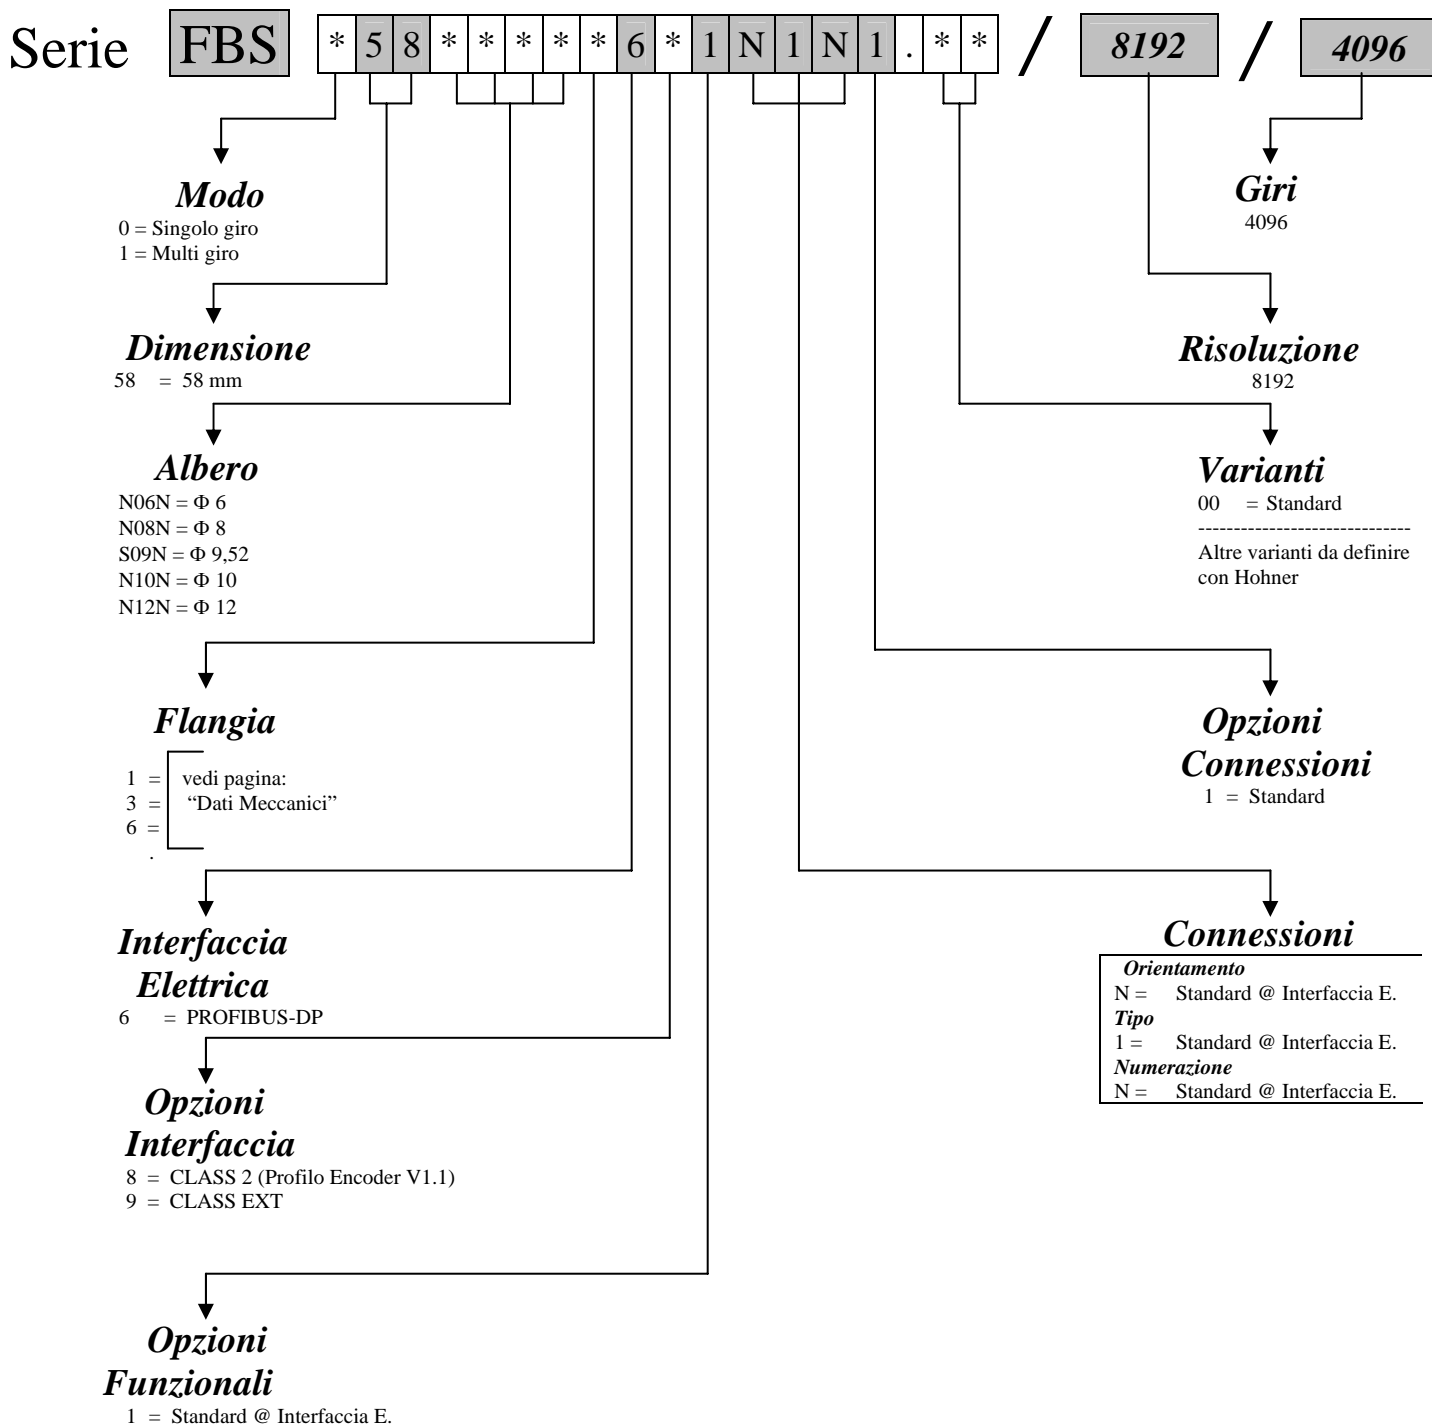 Serie FBS * 5 8 * * * * * 6 * 1 N 1 N 1 . * * / 8192 / 4096
Modo
0 = Singolo giro
1 = Multi giro
Giri
4096
Dimensione
58 = 58 mm
Risoluzione
8192
Albero
N06N = Φ 6
N08N = Φ 8
S09N = Φ 9,52
N10N = Φ 10
N12N = Φ 12
Varianti
00 = Standard
------------------------------
Altre varianti da definire
con Hohner
Flangia
1 = vedi pagina:
3 = “Dati Meccanici”
6 =
.
Opzioni
Connessioni
1 = Standard
Interfaccia
Elettrica
6 = PROFIBUS-DP
Connessioni
Orientamento
N = Standard @ Interfaccia E.
Tipo
1 = Standard @ Interfaccia E.
Numerazione
N = Standard @ Interfaccia E.
Opzioni
Interfaccia
8 = CLASS 2 (Profilo Encoder V1.1)
9 = CLASS EXT
Opzioni
Funzionali
1 = Standard @ Interfaccia E.